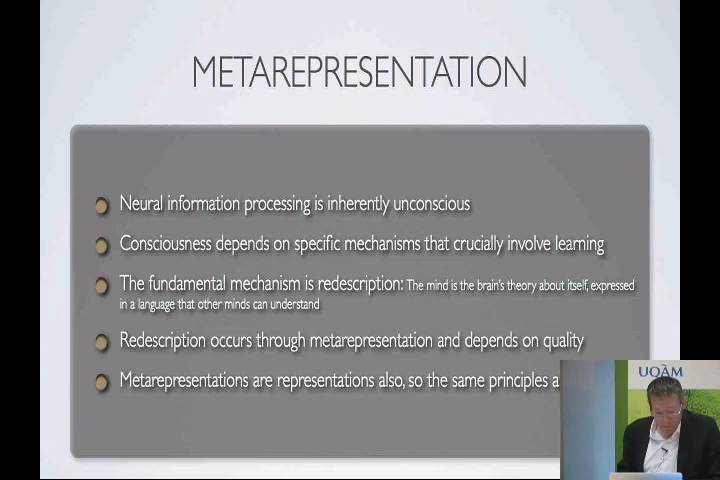 METAREPRESENTATION
Neural information processing is inherently unconscious
Consciousness depends on specific mechanisms that crucially involve learning
The fundamental mechanism is redescription: The mind is the brain's theory about itself, expressed
in a language that other minds can understand
Redescription occurs through metarepresentation and depends on quality
Metarepresentations are representations also, so the same principles a
UQÀM